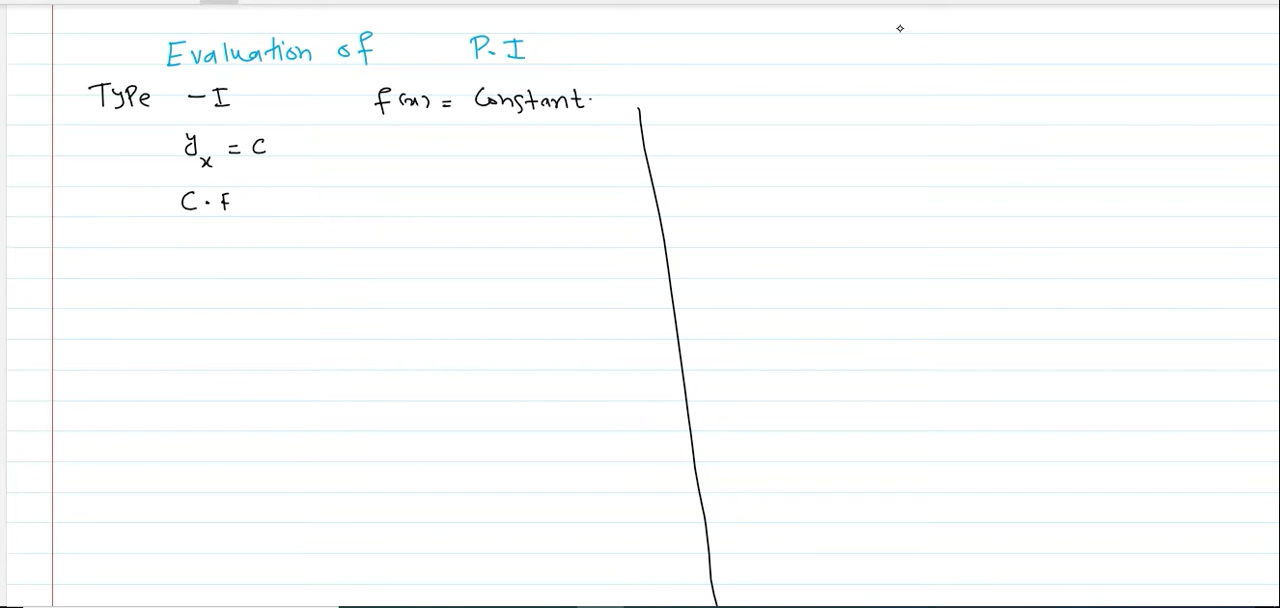 Evaluation of P.I
Type - I f(x) = Constant.
y_x = C
C.F